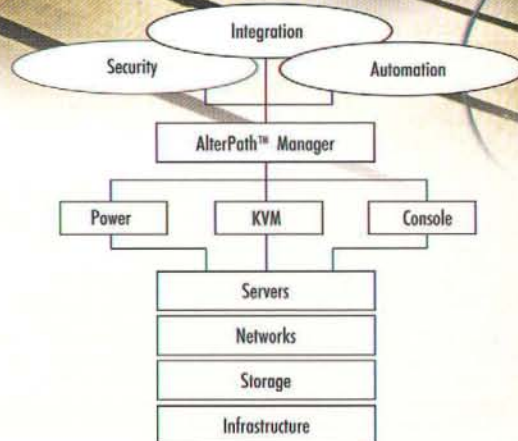 Integration
Security
Automation
AlterPath™ Manager
Power
KVM
Console
Servers
Networks
Storage
Infrastructure